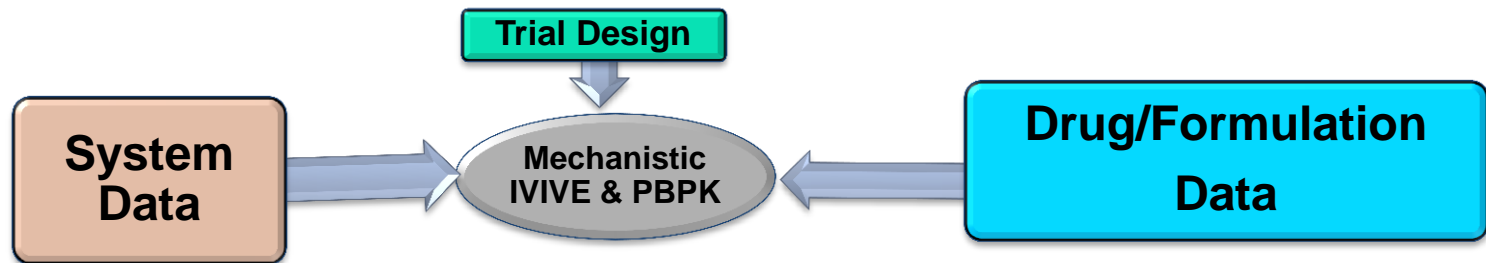 Trial Design
System
Data
Mechanistic
IVIVE & PBPK
Drug/Formulation
Data